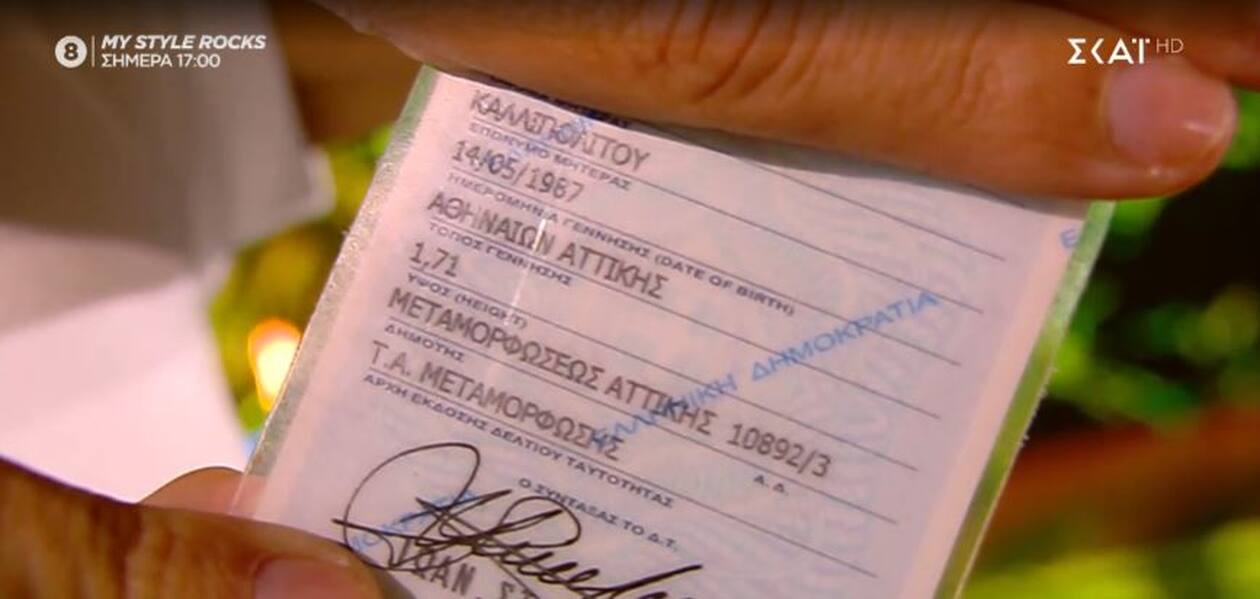 8 MY STYLE ROCKS
ΣΗΜΕΡΑ 17:00
ΣΚΑΪ HD
ΚΑΛΛΙΠΟΛΙΤΟΥ
ΕΠΩΝΥΜΟ ΜΗΤΕΡΑΣ
14/05/1967
ΗΜΕΡΟΜΗΝΙΑ ΓΕΝΝΗΣΗΣ (DATE OF BIRTH)
ΑΘΗΝΑΙΩΝ ΑΤΤΙΚΗΣ
ΤΟΠΟΣ ΓΕΝΝΗΣΗΣ
1,71
ΥΨΟΣ (HEIGHT)
ΜΕΤΑΜΟΡΦΩΣΕΩΣ ΑΤΤΙΚΗΣ 10892/3
ΔΗΜΟΤΗΣ Α.Δ.
Τ.Α. ΜΕΤΑΜΟΡΦΩΣΗΣ
ΑΡΧΗ ΕΚΔΟΣΗΣ ΔΕΛΤΙΟΥ ΤΑΥΤΟΤΗΤΑΣ
Ο ΣΥΝΤΑΞΑΣ ΤΟ Δ.Τ.
ΕΛΛΗΝΙΚΗ ΔΗΜΟΚΡΑΤΙΑ